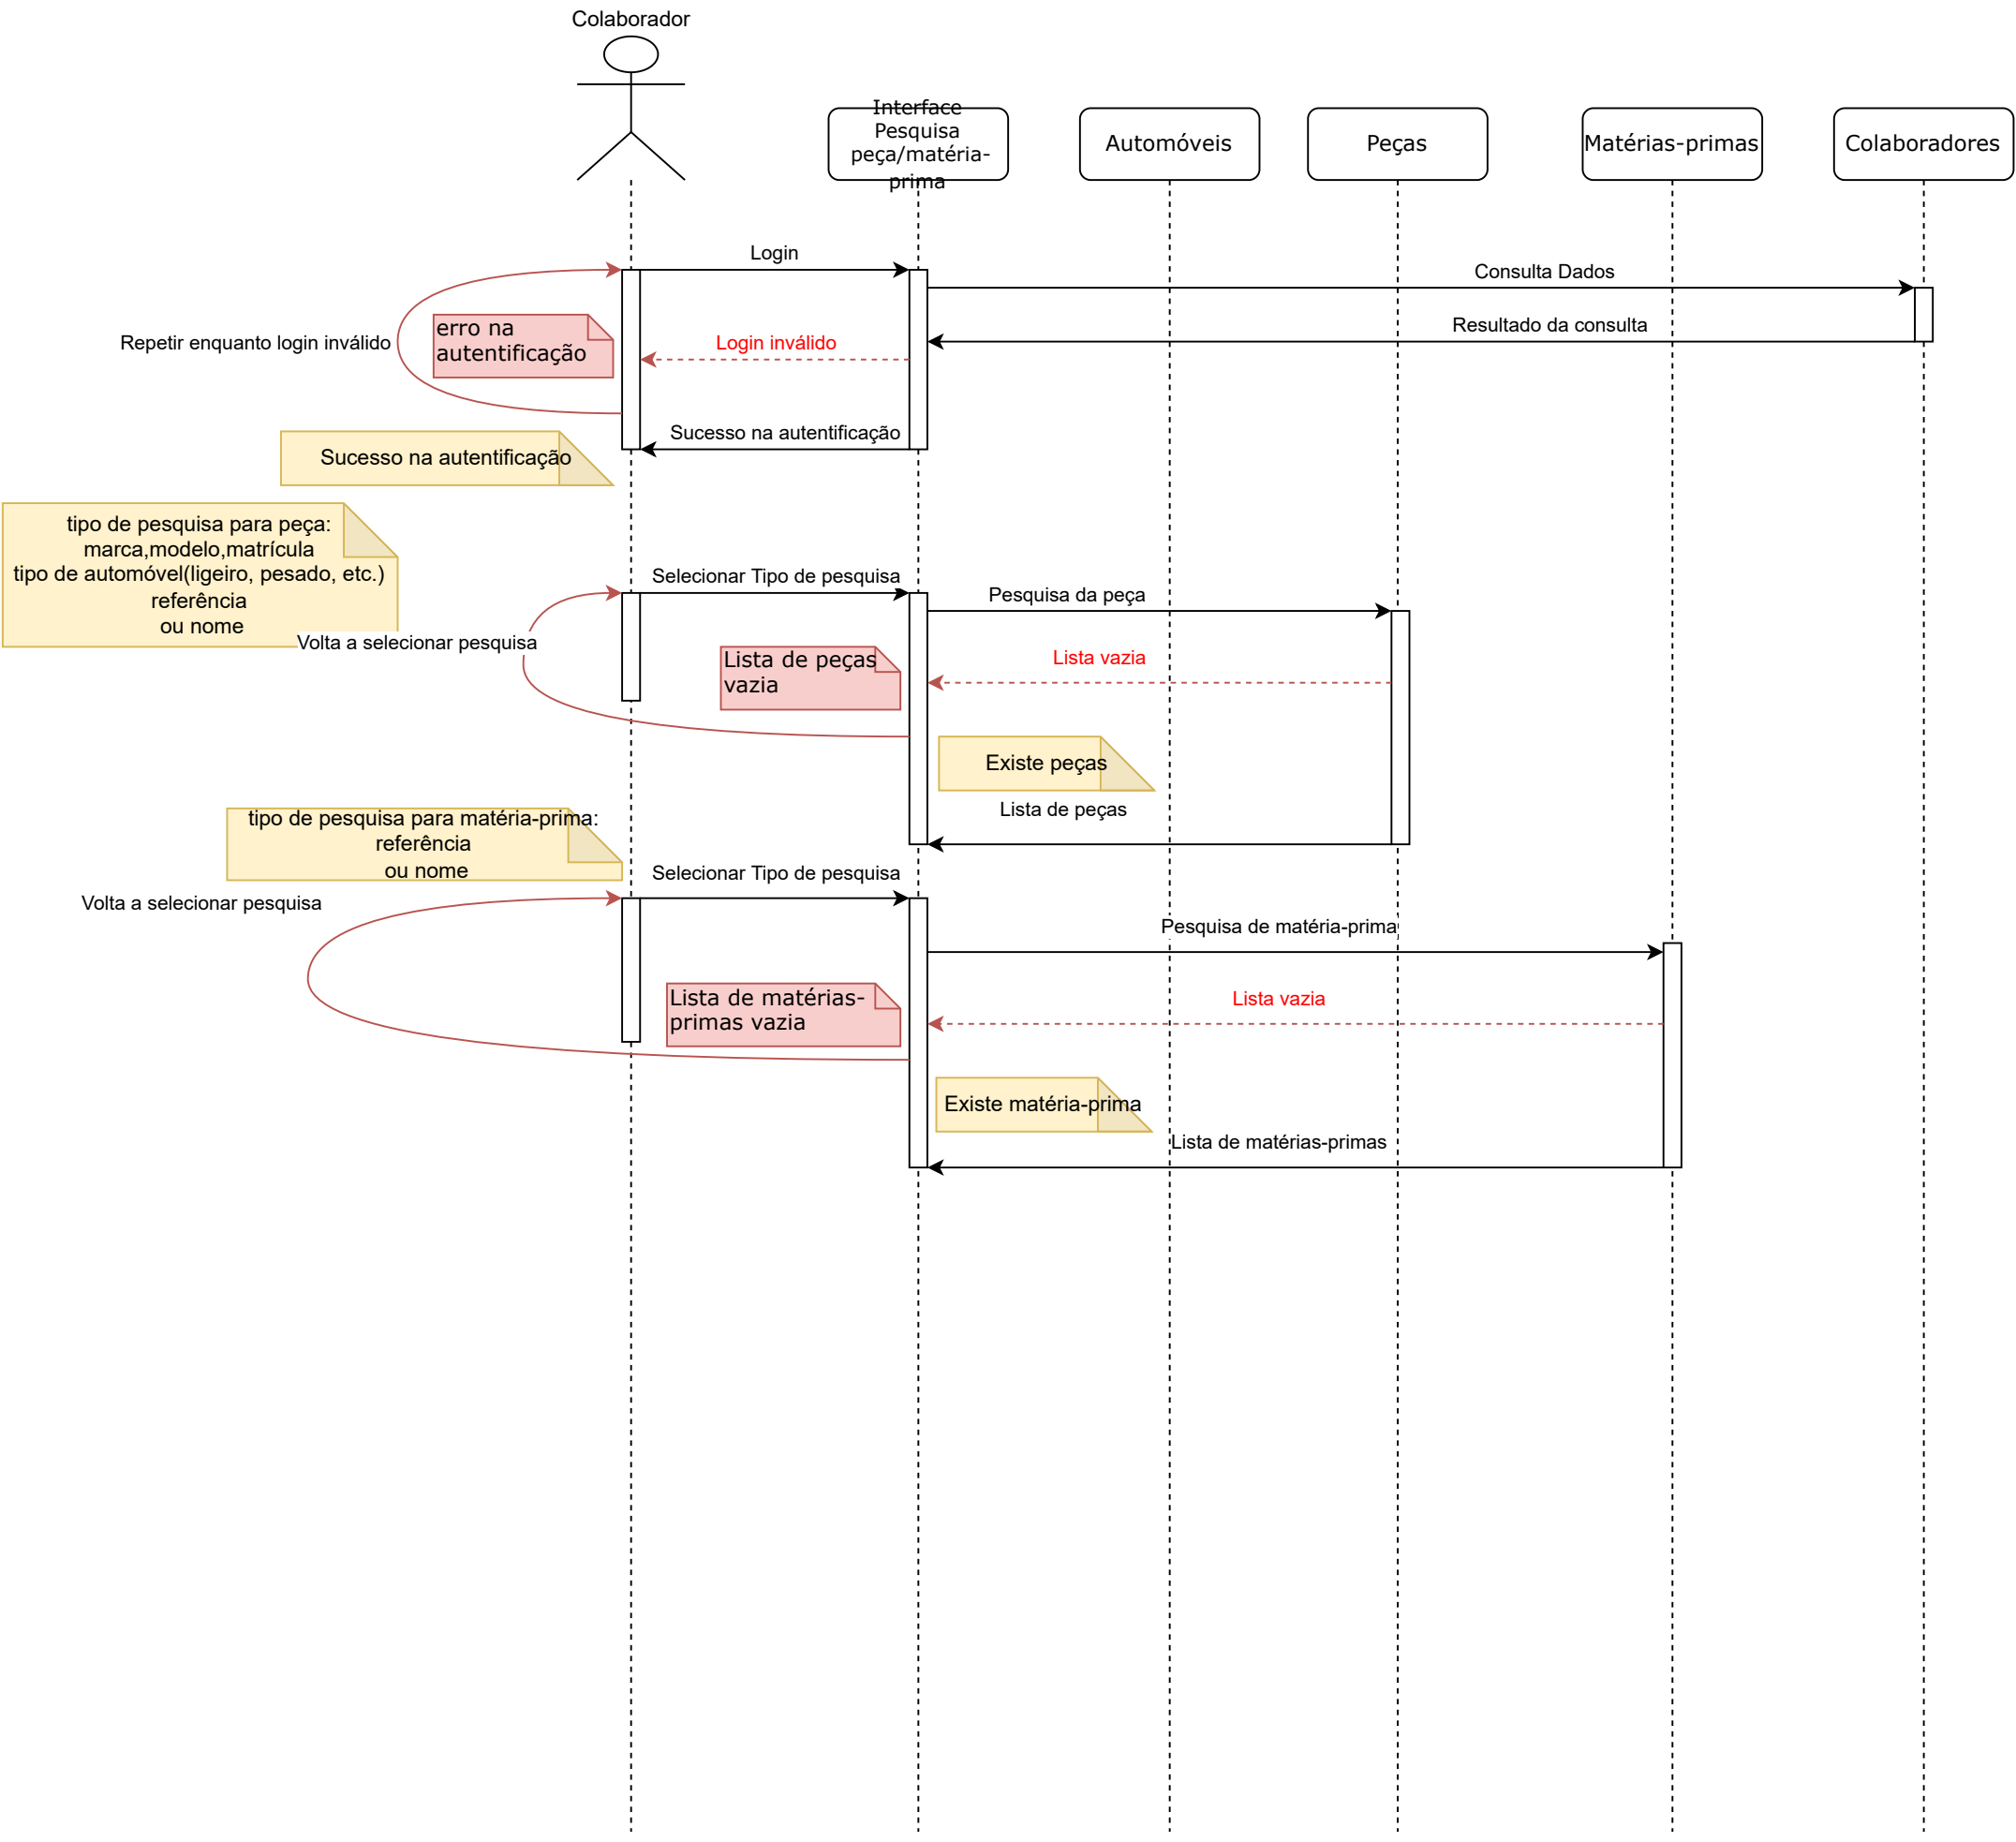 Colaborador
Interface
Pesquisa
peça/matéria-
prima
Automóveis
Peças
Matérias-primas
Colaboradores
Login
Consulta Dados
Resultado da consulta
Repetir enquanto login inválido
erro na
autentificação
Login inválido
Sucesso na autentificação
Sucesso na autentificação
tipo de pesquisa para peça:
marca,modelo,matrícula
tipo de automóvel(ligeiro, pesado, etc.)
referência
ou nome
Selecionar Tipo de pesquisa
Pesquisa da peça
Volta a selecionar pesquisa
Lista de peças
vazia
Lista vazia
Existe peças
Lista de peças
tipo de pesquisa para matéria-prima:
referência
ou nome
Selecionar Tipo de pesquisa
Volta a selecionar pesquisa
Pesquisa de matéria-prima
Lista de matérias-
primas vazia
Lista vazia
Existe matéria-prima
Lista de matérias-primas